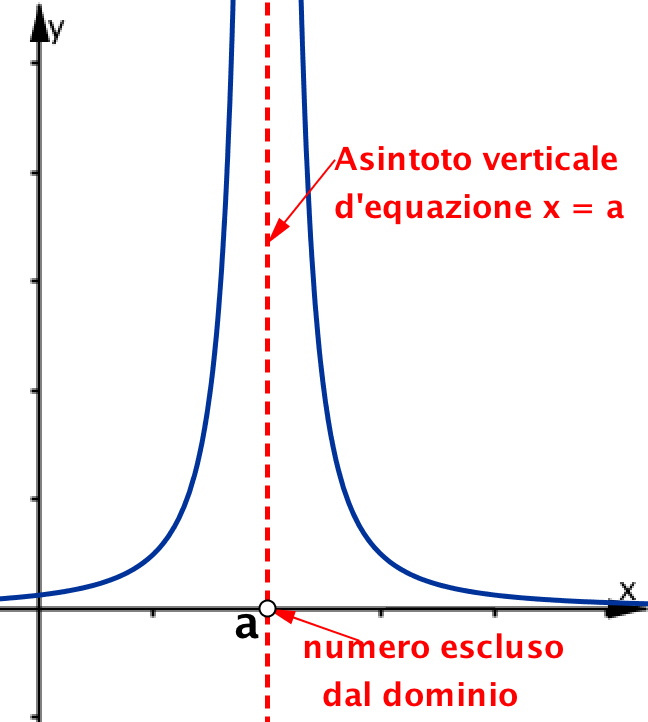 y
Asintoto verticale
d'equazione x = a
x
a
numero escluso
dal dominio